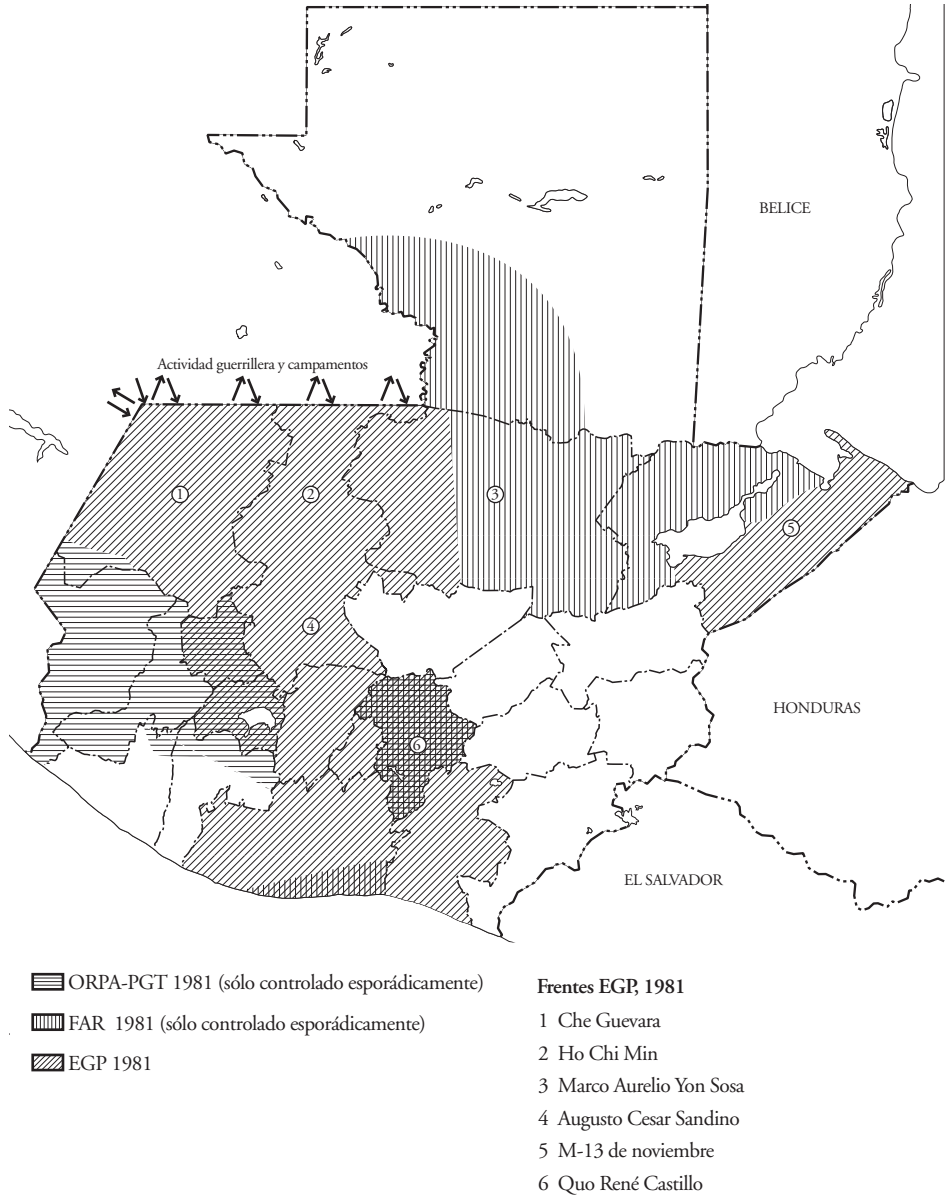 BELICE
Actividad guerrillera y campamentos
1
2
3
5
4
HONDURAS
6
EL SALVADOR
ORPA-PGT 1981 (sólo controlado esporádicamente)
FAR 1981 (sólo controlado esporádicamente)
EGP 1981
Frentes EGP, 1981
1 Che Guevara
2 Ho Chi Min
3 Marco Aurelio Yon Sosa
4 Augusto Cesar Sandino
5 M-13 de noviembre
6 Quo René Castillo